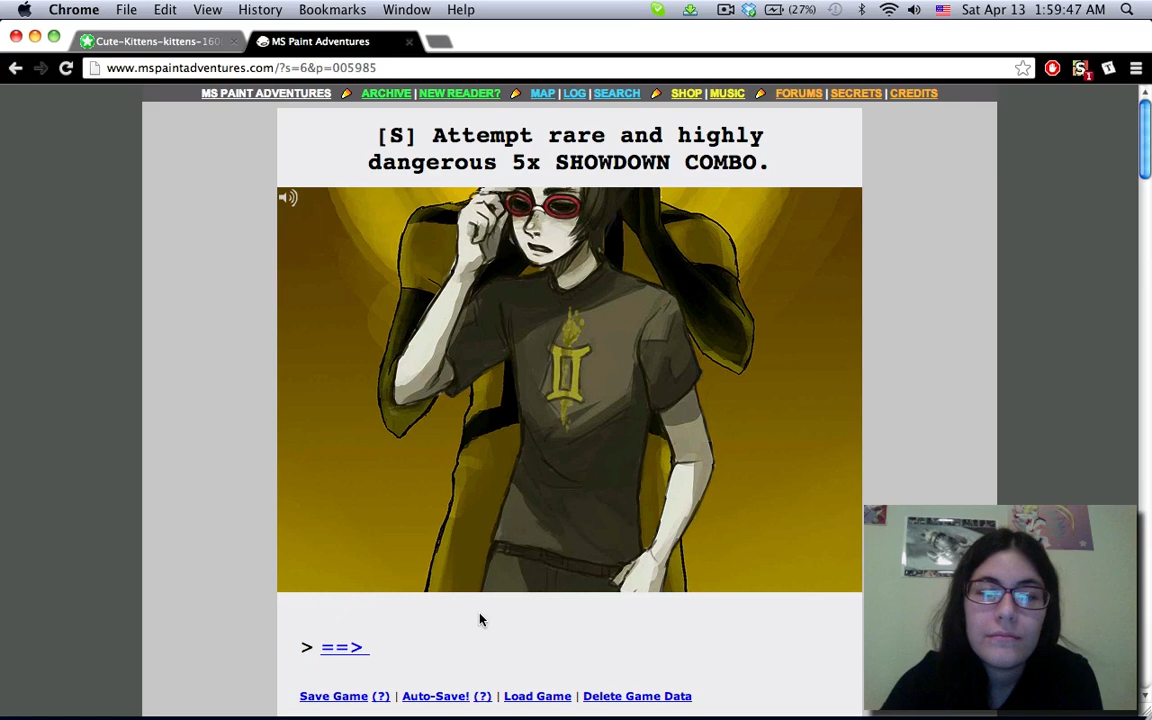 Chrome File Edit View History Bookmarks Window Help (27%) Sat Apr 13 1:59:47 AM
Cute-Kittens-kittens-160 MS Paint Adventures
www.mspaintadventures.com/?s=6&p=005985
MS PAINT ADVENTURES ARCHIVE | NEW READER? MAP | LOG | SEARCH SHOP | MUSIC FORUMS | SECRETS | CREDITS
[S] Attempt rare and highly
dangerous 5x SHOWDOWN COMBO.
> ==>
Save Game (?) | Auto-Save! (?) | Load Game | Delete Game Data